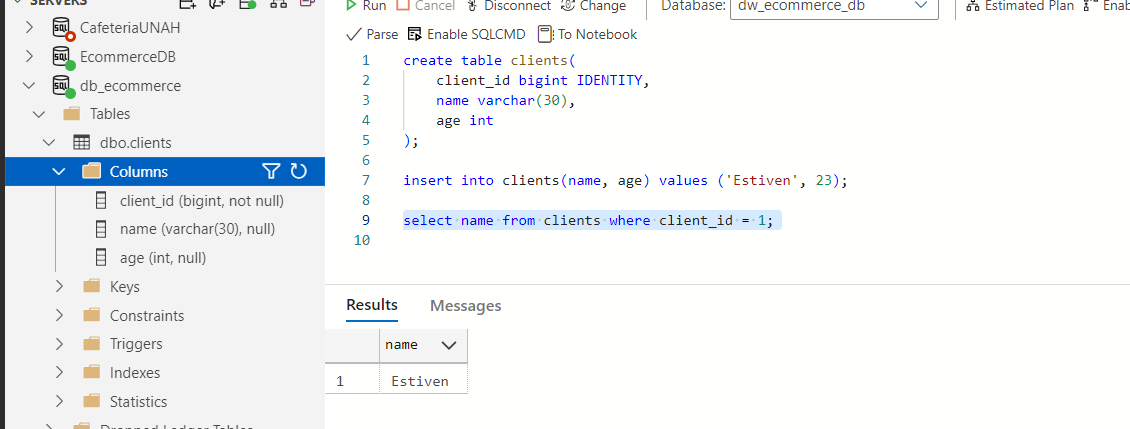 SERVERS
CafeteriaUNAH
EcommerceDB
db_ecommerce
Tables
dbo.clients
Columns
client_id (bigint, not null)
name (varchar(30), null)
age (int, null)
Keys
Constraints
Triggers
Indexes
Statistics
Dropped Ledger Tables
Run Cancel Disconnect Change Database: dw_ecommerce_db Estimated Plan Enab
Parse Enable SQLCMD To Notebook
1 create table clients(
2 client_id bigint IDENTITY,
3 name varchar(30),
4 age int
5 );
6
7 insert into clients(name, age) values ('Estiven', 23);
8
9 select name from clients where client_id = 1;
10
Results Messages
name
1 Estiven